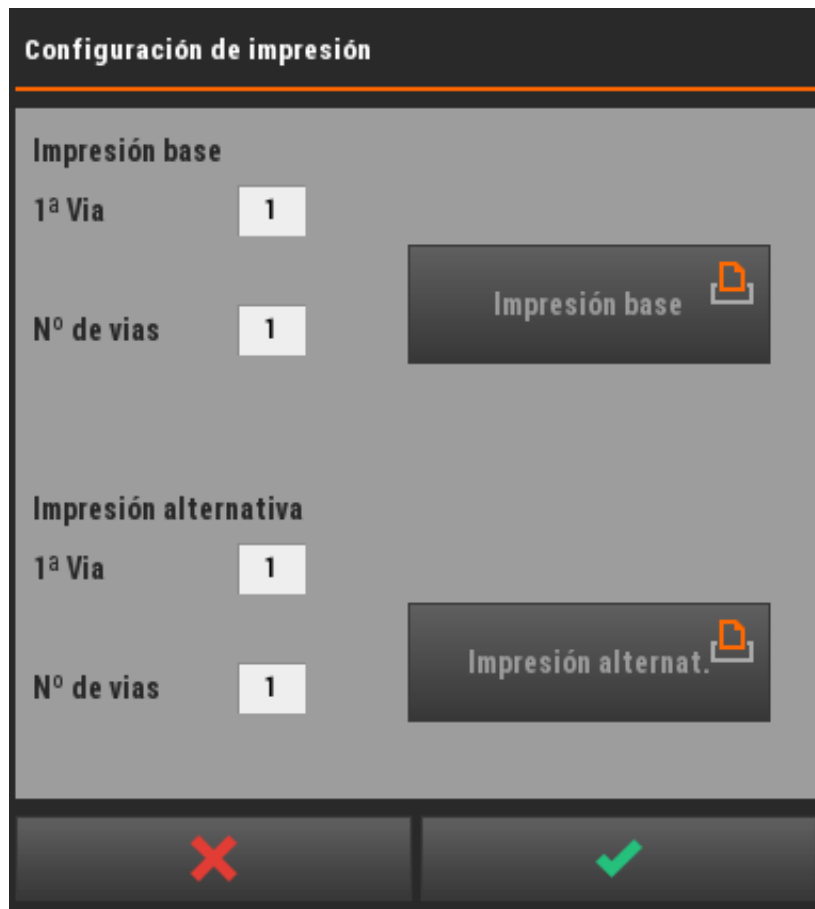 Configuración de impresión
Impresión base
1ª Via 1
Impresión base
Nº de vias 1
Impresión alternativa
1ª Via 1
Impresión alternat.
Nº de vias 1